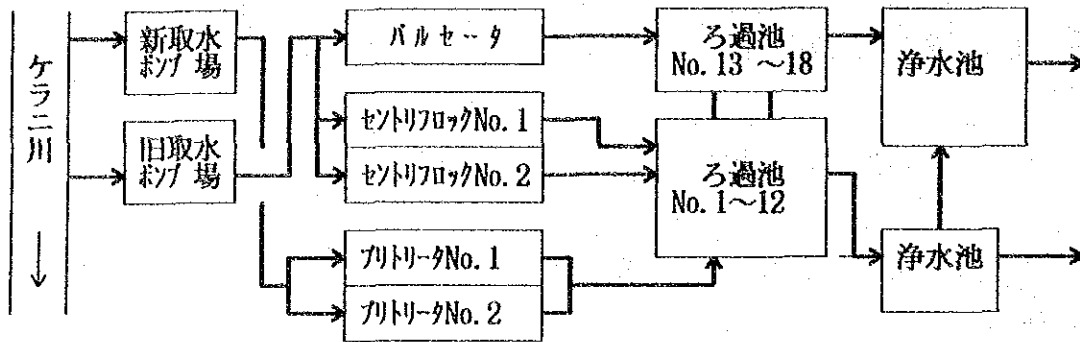 ケラニ川
新取水
ポンプ 場
旧取水
ポンプ 場
パルセータ
セントリフロックNo. 1
セントリフロックNo. 2
プリトリータNo. 1
プリトリータNo. 2
ろ過池
No. 13 ～18
ろ過池
No. 1～12
浄水池
浄水池